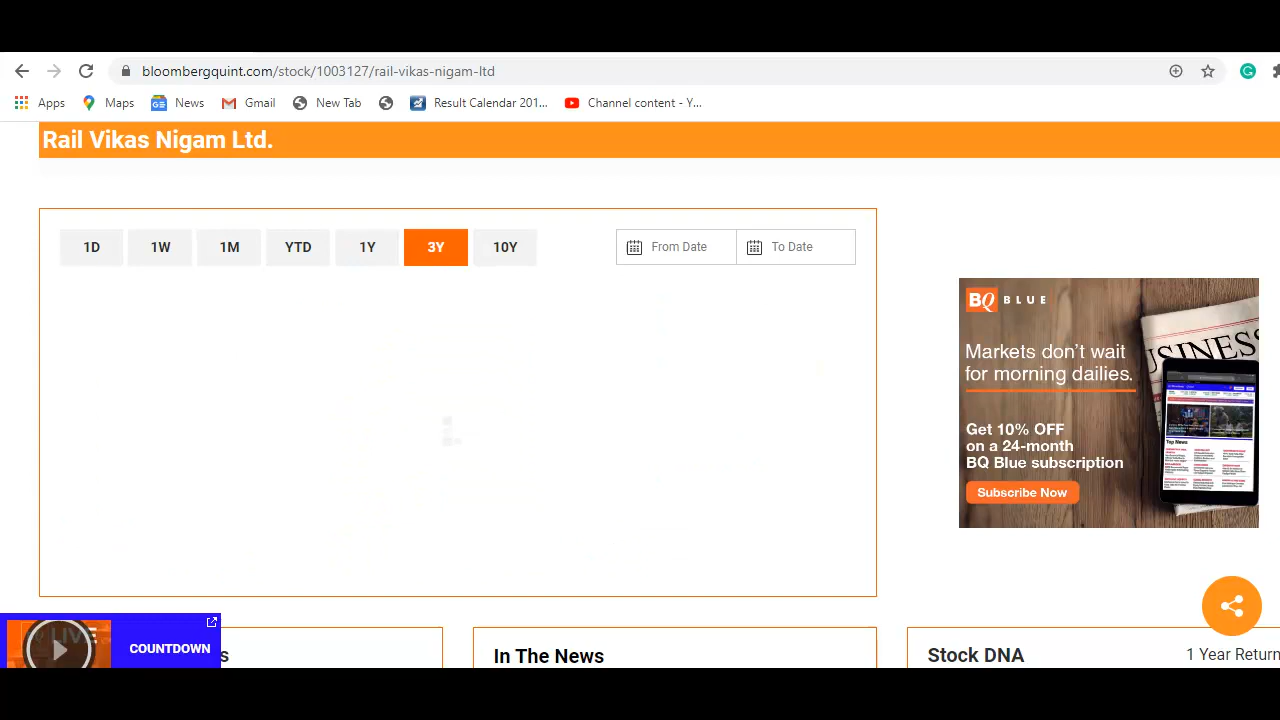 bloombergquint.com/stock/1003127/rail-vikas-nigam-ltd
Apps Maps News Gmail New Tab Result Calendar 201... Channel content - Y...
Rail Vikas Nigam Ltd.
1D 1W 1M YTD 1Y 3Y 10Y From Date To Date
BQ BLUE
Markets don't wait
for morning dailies.
Get 10% OFF
on a 24-month
BQ Blue subscription
Subscribe Now
LIVE
COUNTDOWN
In The News
Stock DNA
1 Year Return